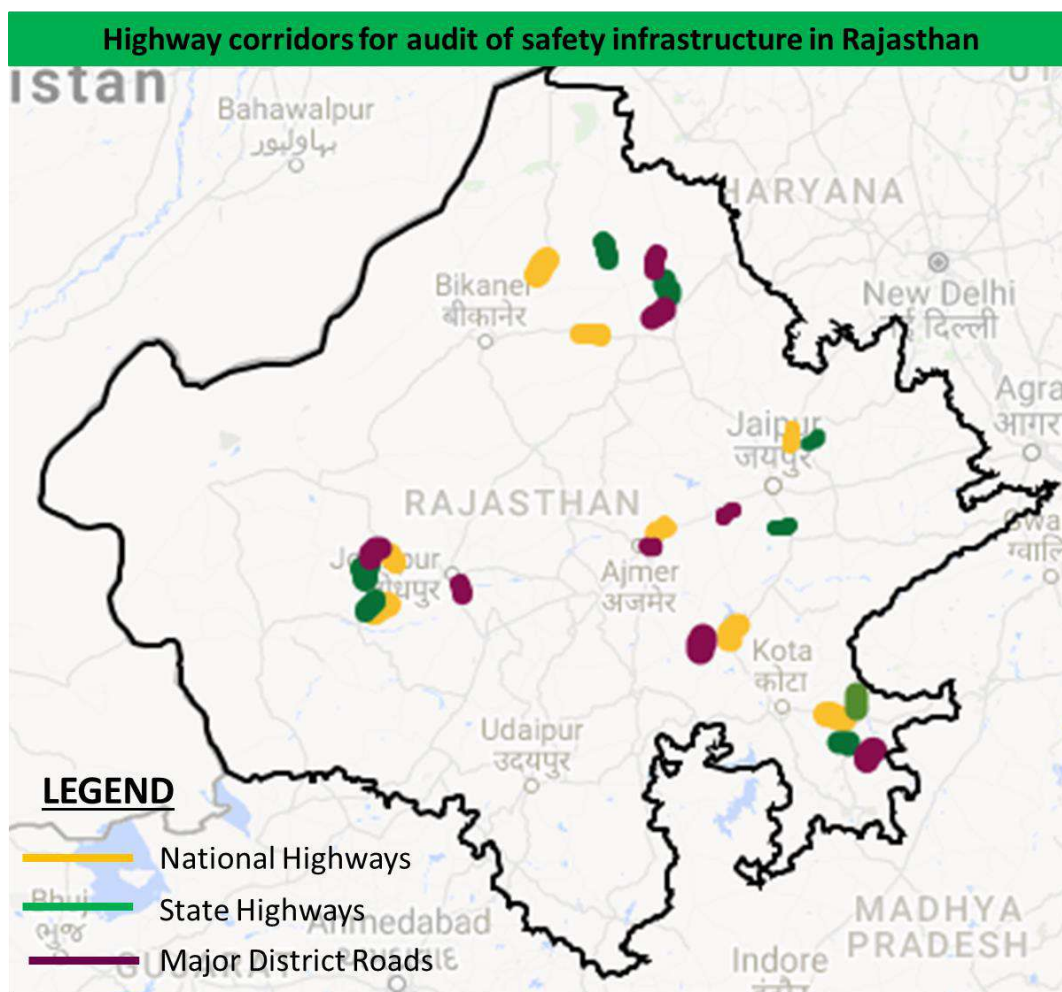 Highway corridors for audit of safety infrastructure in Rajasthan
istan
Bahawalpur
بہاولپور
HARYANA
Bikaner
बीकानेर
New Delhi
नई दिल्ली
Agra
आगर
Jaipur
जयपुर
RAJASTHAN
Ajmer
अजमेर
जोधपुर
ग्वालि
Kota
कोटा
Udaipur
उदयपुर
LEGEND
National Highways
State Highways
Major District Roads
Bhuj
ભુજ
Ahmedabad
GUJARAT
MADHYA
PRADESH
Indore